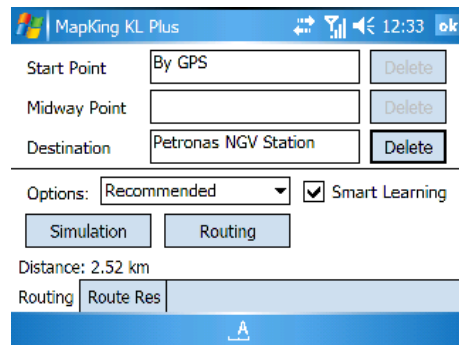 MapKing KL Plus 12:33 ok
Start Point By GPS Delete
Midway Point Delete
Destination Petronas NGV Station Delete
Options: Recommended Smart Learning
Simulation Routing
Distance: 2.52 km
Routing Route Res
A